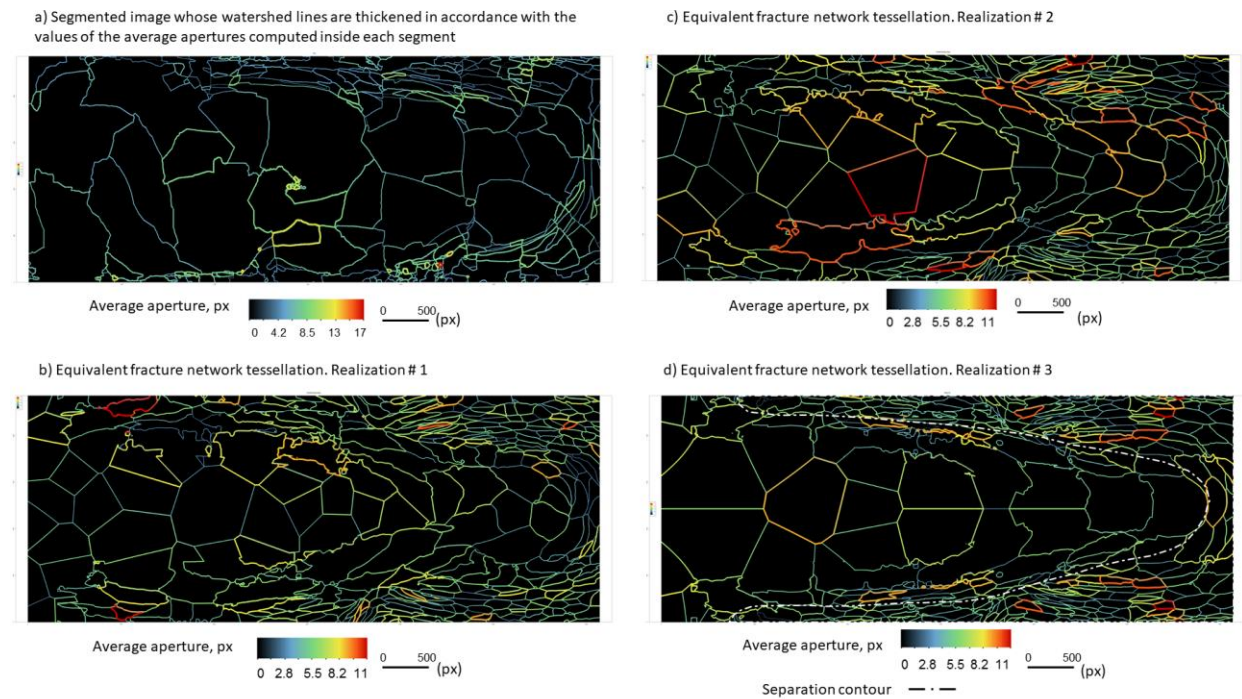 a) Segmented image whose watershed lines are thickened in accordance with the
values of the average apertures computed inside each segment
Average aperture, px
0 4.2 8.5 13 17
0 500
(px)
b) Equivalent fracture network tessellation. Realization # 1
Average aperture, px
0 2.8 5.5 8.2 11
0 500
(px)
c) Equivalent fracture network tessellation. Realization # 2
Average aperture, px
0 2.8 5.5 8.2 11
0 500
(px)
d) Equivalent fracture network tessellation. Realization # 3
Average aperture, px
0 2.8 5.5 8.2 11
0 500
(px)
Separation contour